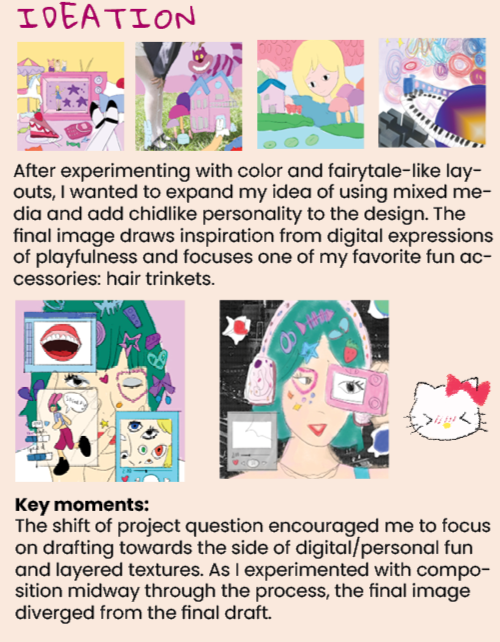 IDEATION
After experimenting with color and fairytale-like lay-
outs, I wanted to expand my idea of using mixed me-
dia and add chidlike personality to the design. The
final image draws inspiration from digital expressions
of playfulness and focuses one of my favorite fun ac-
cessories: hair trinkets.
Key moments:
The shift of project question encouraged me to focus
on drafting towards the side of digital/personal fun
and layered textures. As I experimented with compo-
sition midway through the process, the final image
diverged from the final draft.